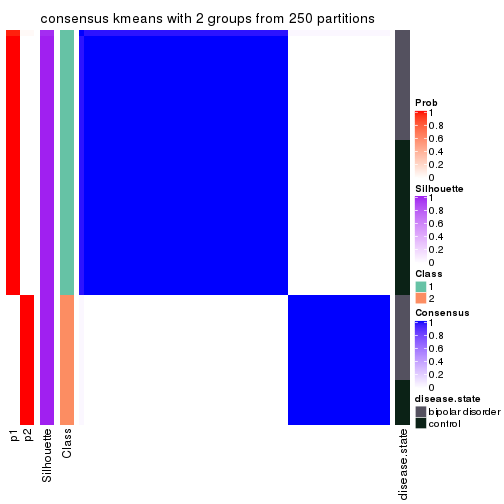 consensus kmeans with 2 groups from 250 partitions
Prob
1
0.8
0.6
0.4
0.2
0
Silhouette
1
0.8
0.6
0.4
0.2
0
Class
1
2
Consensus
1
0.8
0.6
0.4
0.2
0
disease.state
bipolar disorder
control
p1
p2
Silhouette
Class
disease.state